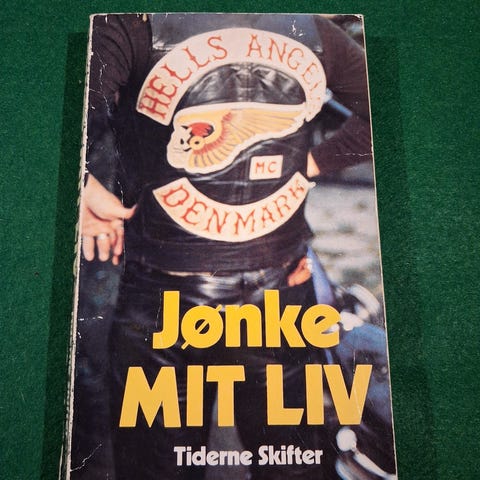 HELLS ANGELS
MC
DENMARK
Jønke
MIT LIV
Tiderne Skifter